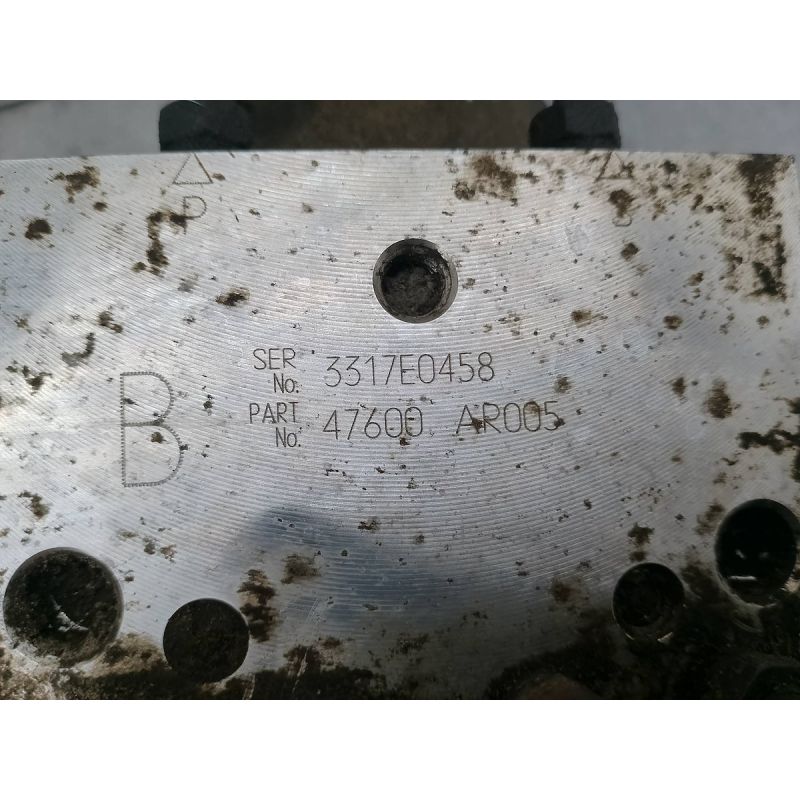 P
SER No. 3317E0458
PART No. 47600 AR005
B